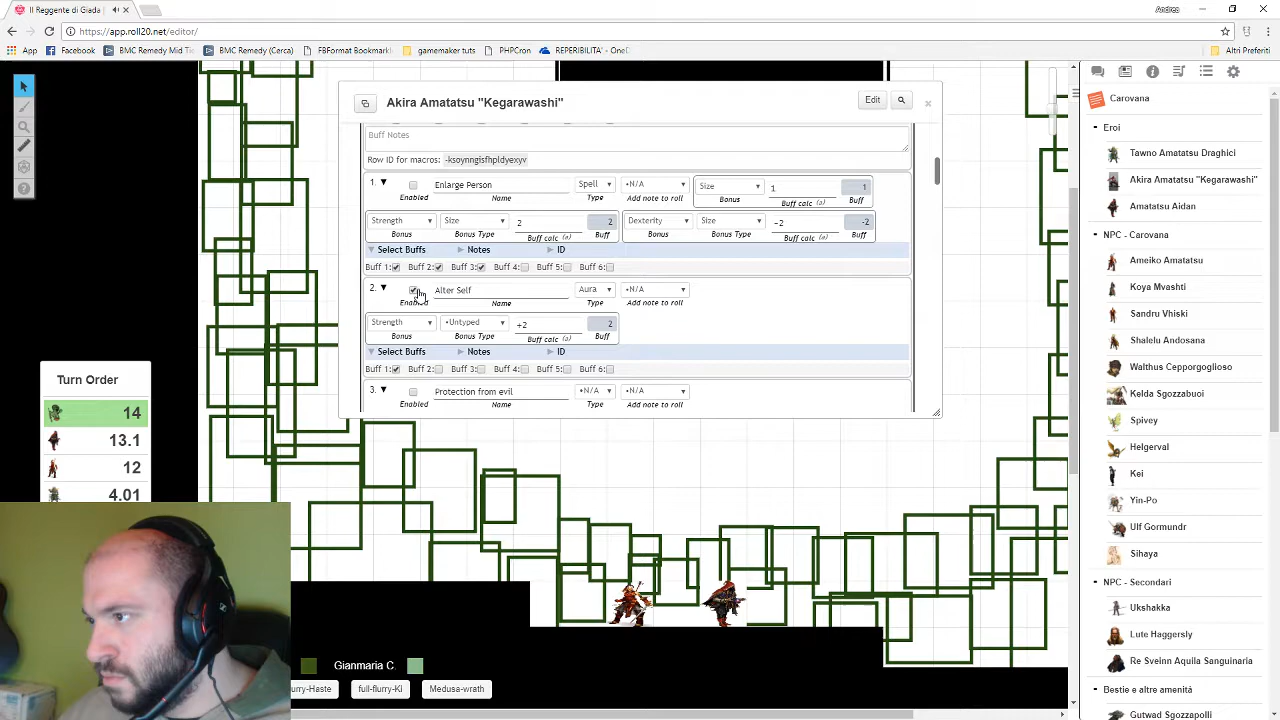 Il Reggente di Giada
Andrea
https://app.roll20.net/editor/
App
Facebook
BMC Remedy Mid Tie
BMC Remedy (Cerca)
FBFormat Bookmark
gamemaker tuts
PHPCron
REPERIBILITA' - OneD
Altri Preferiti
Akira Amatatsu "Kegarawashi"
Edit
Buff Notes
Row ID for macros: -ksoynngisfhpldyexyv
1. Enlarge Person Spell •N/A Size 1 1
Enabled Name Type Add note to roll Bonus Buff calc (a) Buff
Strength Size 2 2 Dexterity Size -2 -2
Bonus Bonus Type Buff calc (a) Buff Bonus Bonus Type Buff calc (a) Buff
Select Buffs Notes ID
Buff 1: Buff 2: Buff 3: Buff 4: Buff 5: Buff 6:
2. Alter Self Aura •N/A
Enabled Name Type Add note to roll
Strength •Untyped +2 2
Bonus Bonus Type Buff calc (a) Buff
Select Buffs Notes ID
Buff 1: Buff 2: Buff 3: Buff 4: Buff 5: Buff 6:
3. Protection from evil •N/A •N/A
Enabled Name Type Add note to roll
Turn Order
14
13.1
12
4.01
Gianmaria C.
urry-Haste
full-flurry-Ki
Medusa-wrath
Carovana
Eroi
Tawno Amatatsu Draghici
Akira Amatatsu "Kegarawashi"
Amatatsu Aidan
NPC - Carovana
Ameiko Amatatsu
Koya Mvashti
Sandru Vhiski
Shalelu Andosana
Walthus Cepporgoglioso
Kelda Sgozzabuoi
Spivey
Helgerval
Kei
Yin-Po
Ulf Gormundr
Sihaya
NPC - Secondari
Ukshakka
Lute Haggersly
Re Sveinn Aquila Sanguinaria
Bestie e altre amenitá
Gutwad Sgozzapolli